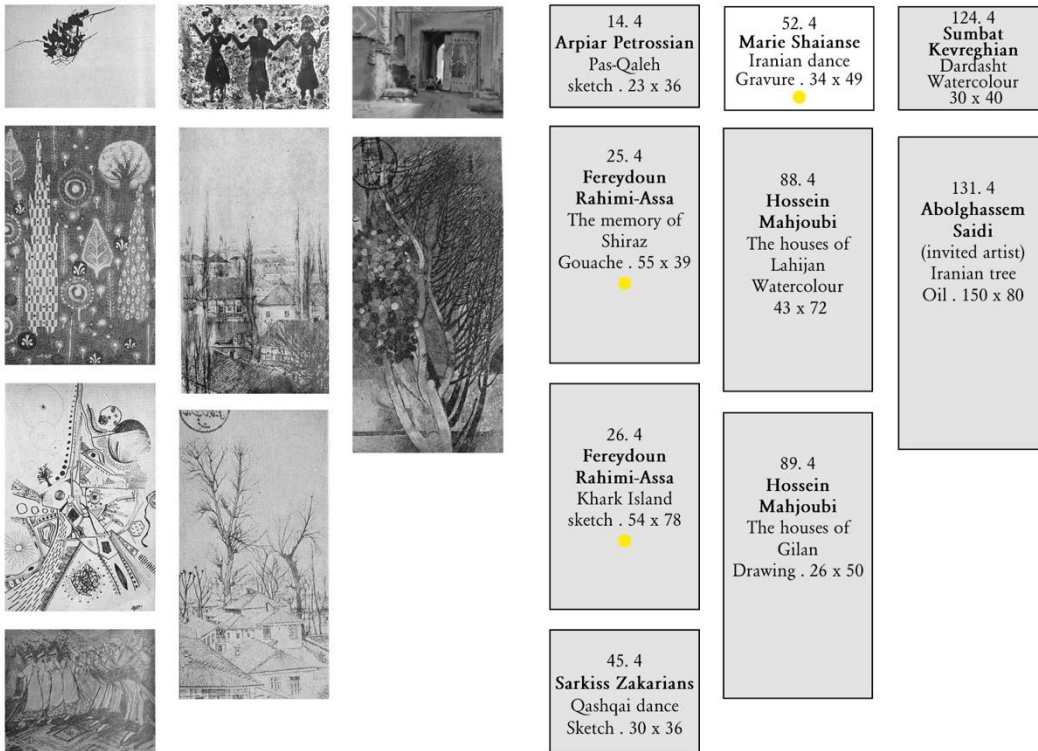 14. 4
Arpiar Petrossian
Pas-Qaleh
sketch . 23 x 36
52. 4
Marie Shaianse
Iranian dance
Gravure . 34 x 49
124. 4
Sumbat
Kevreghian
Dardasht
Watercolour
30 x 40
25. 4
Fereydoun
Rahimi-Assa
The memory of
Shiraz
Gouache . 55 x 39
88. 4
Hossein
Mahjoubi
The houses of
Lahijan
Watercolour
43 x 72
131. 4
Abolghassem
Saidi
(invited artist)
Iranian tree
Oil . 150 x 80
26. 4
Fereydoun
Rahimi-Assa
Khark Island
sketch . 54 x 78
89. 4
Hossein
Mahjoubi
The houses of
Gilan
Drawing . 26 x 50
45. 4
Sarkiss Zakarians
Qashqai dance
Sketch . 30 x 36